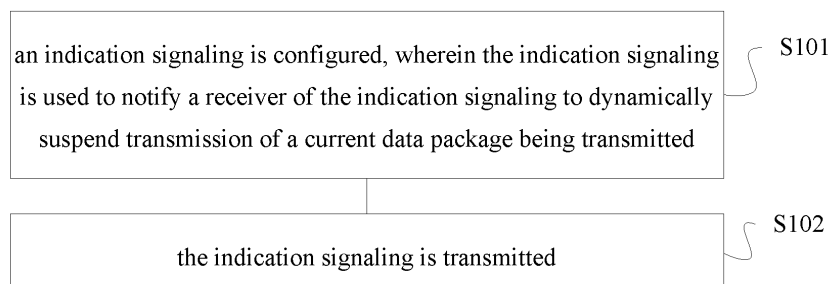 an indication signaling is configured, wherein the indication signaling
is used to notify a receiver of the indication signaling to dynamically
suspend transmission of a current data package being transmitted
S101
the indication signaling is transmitted
S102